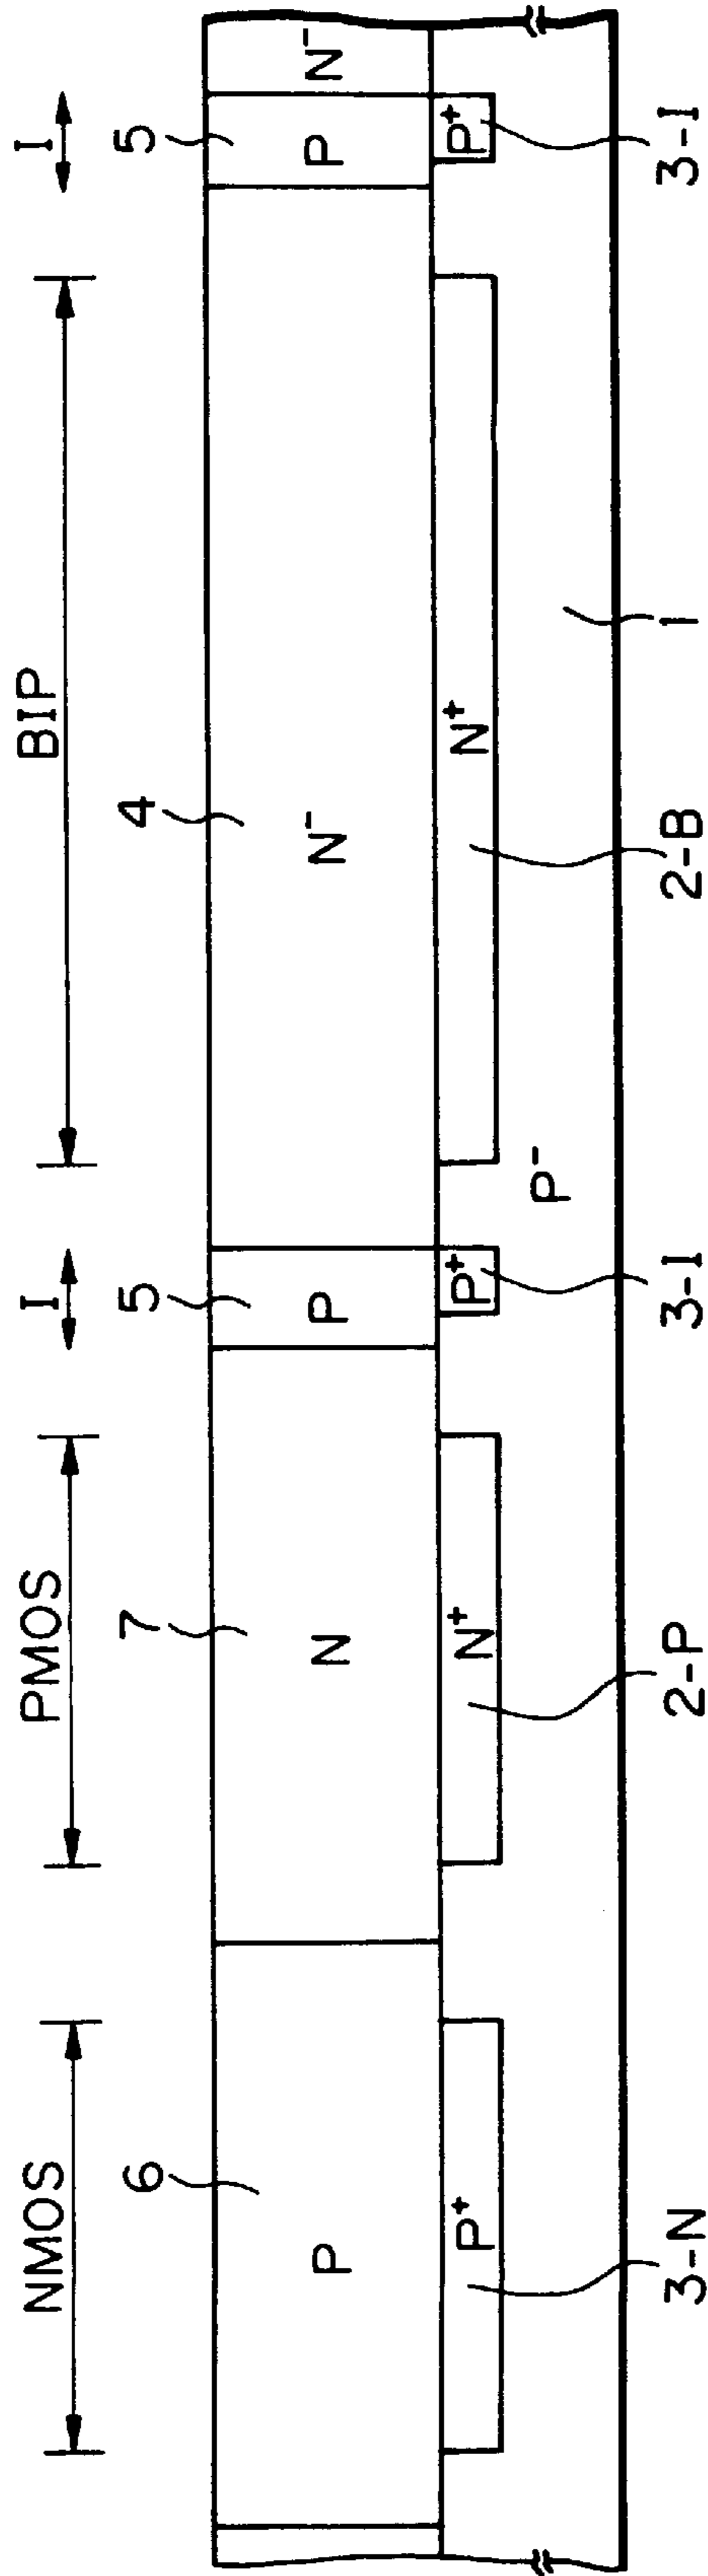 NMOS PMOS I BIP I
6 7 5 4 5
P N P N⁻ P N⁻
P⁺ N⁺ P⁺ N⁺ P⁺
P⁻
3-N 2-P 3-I 2-B 1 3-I